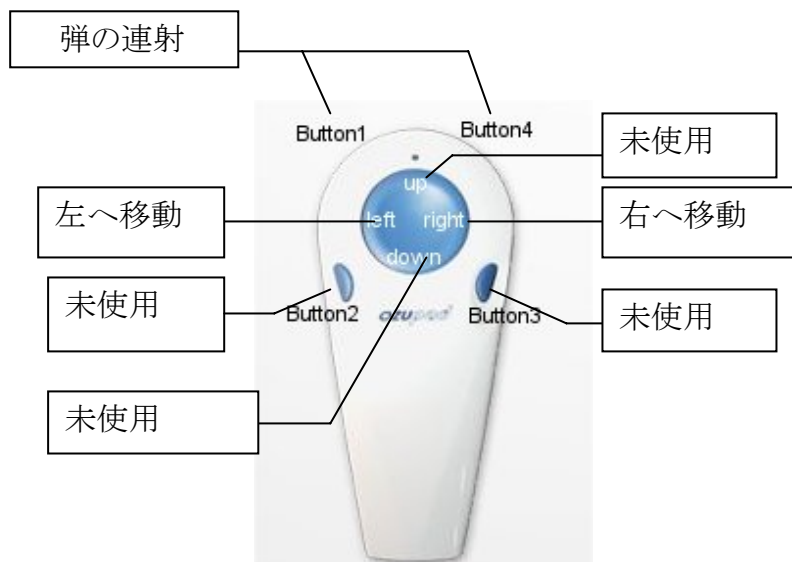 弾の連射
Button1
Button4
未使用
up
左へ移動
left
right
右へ移動
down
未使用
Button2
Button3
未使用
未使用